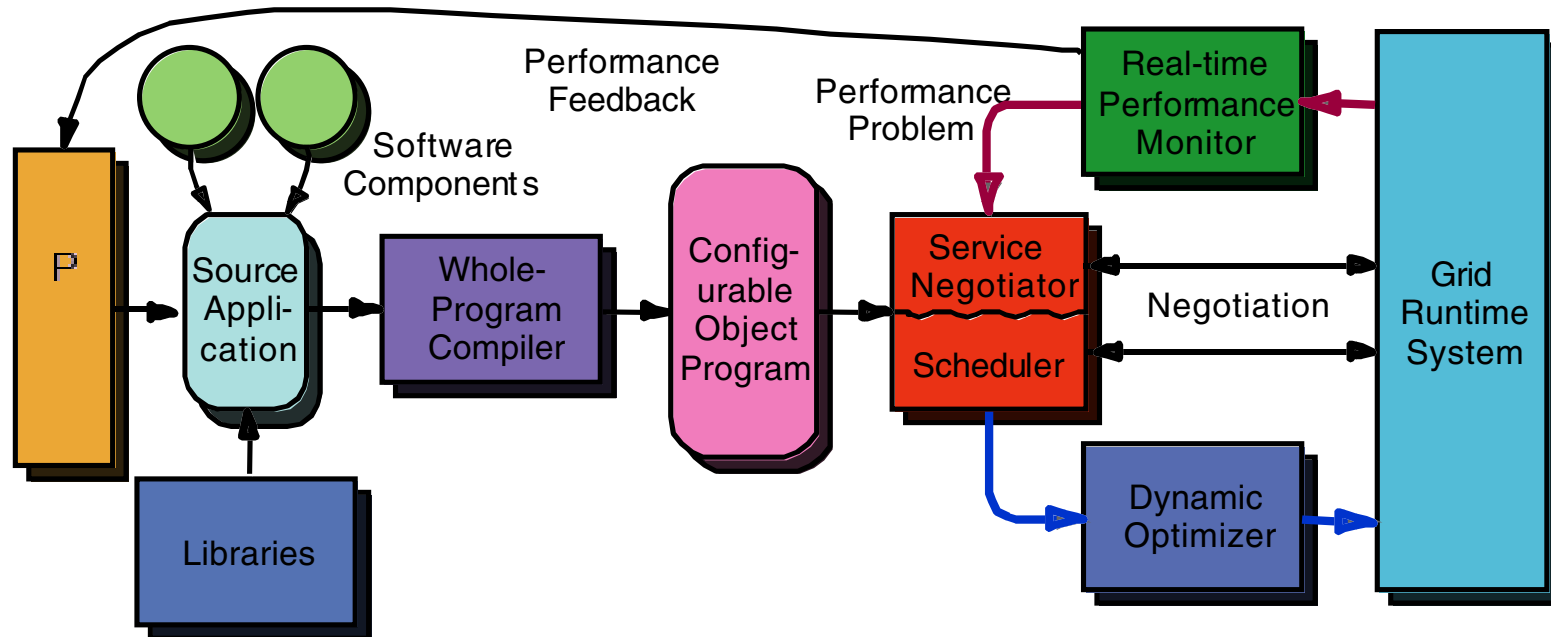 Performance
Feedback
Real-time
Performance
Monitor
Performance
Problem
Software
Components
P
Source
Appli-
cation
Whole-
Program
Compiler
Config-
urable
Object
Program
Service
Negotiator
Scheduler
Negotiation
Grid
Runtime
System
Libraries
Dynamic
Optimizer